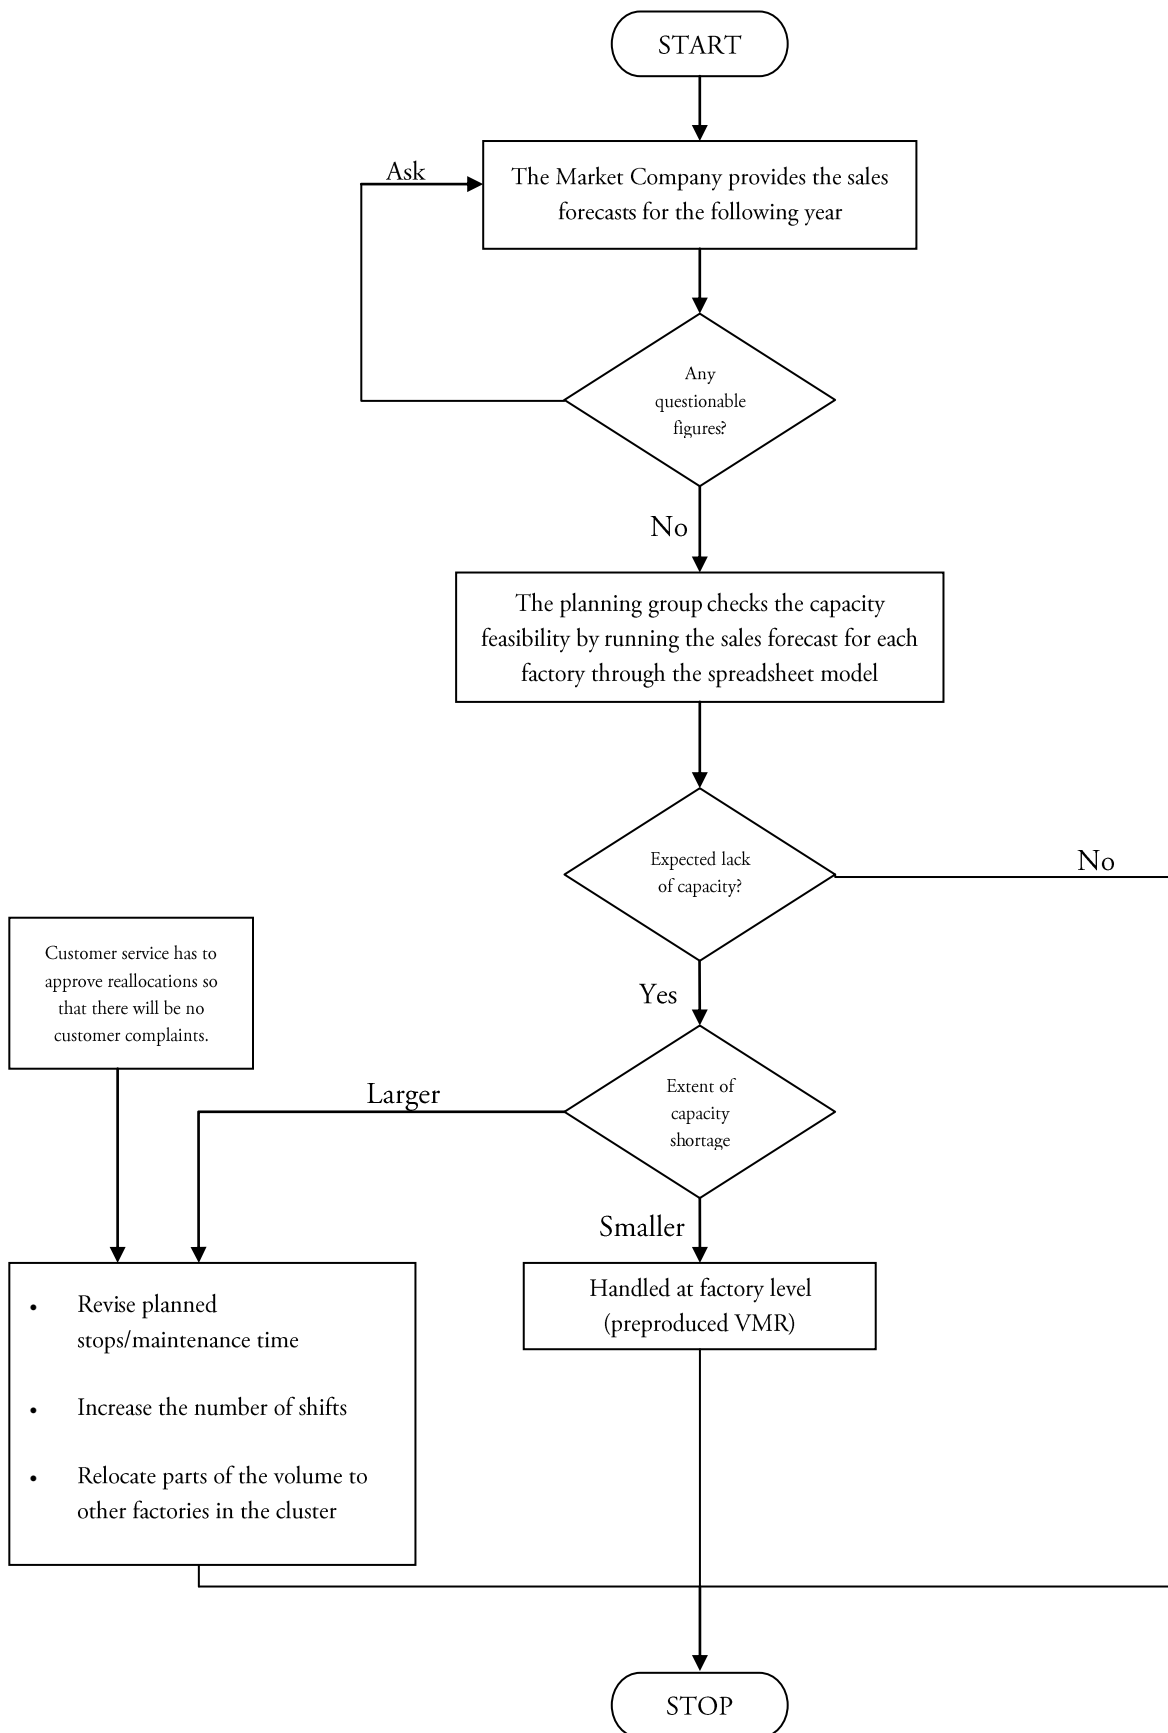 START
Ask
The Market Company provides the sales
forecasts for the following year
Any
questionable
figures?
No
The planning group checks the capacity
feasibility by running the sales forecast for each
factory through the spreadsheet model
Expected lack
of capacity?
No
Customer service has to
approve reallocations so
that there will be no
customer complaints.
Yes
Extent of
capacity
shortage
Larger
Smaller
Handled at factory level
(preproduced VMR)
• Revise planned
stops/maintenance time
• Increase the number of shifts
• Relocate parts of the volume to
other factories in the cluster
STOP